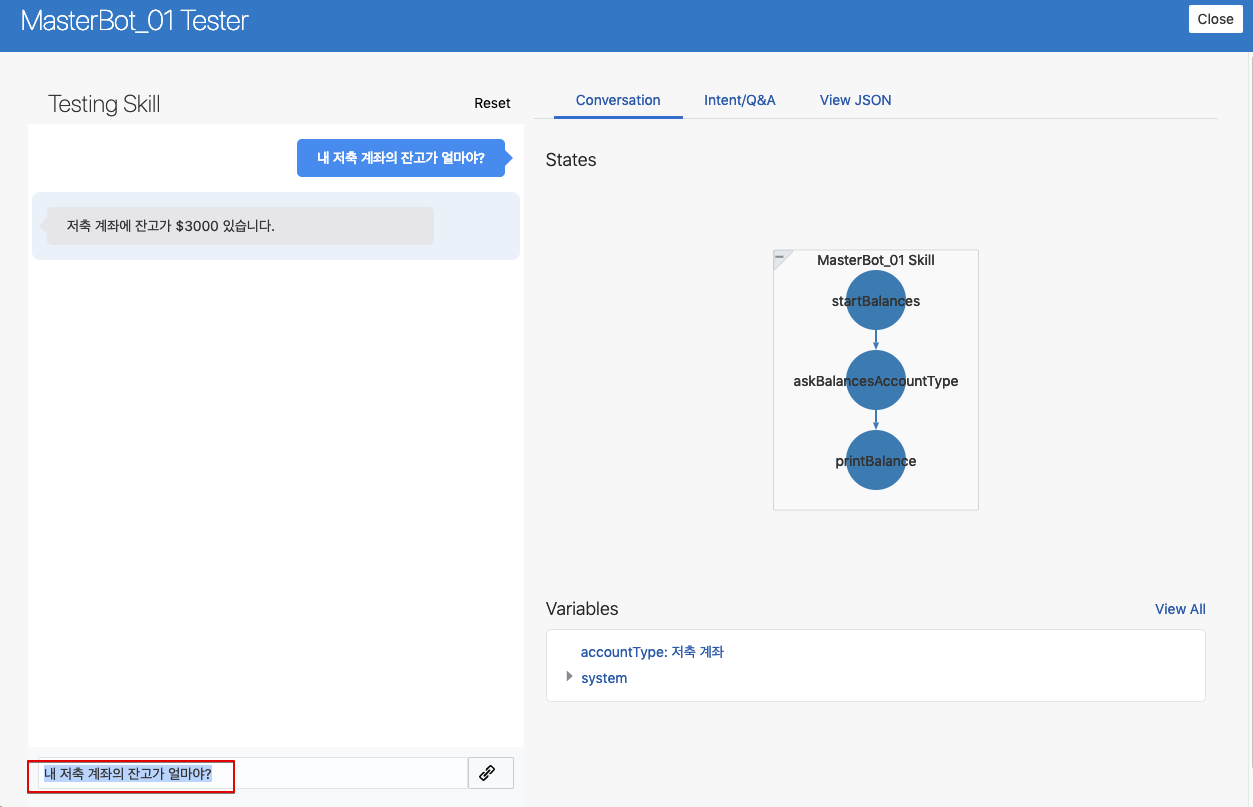 MasterBot_01 Tester
Close
Testing Skill
Reset
내 저축 계좌의 잔고가 얼마야?
저축 계좌에 잔고가 $3000 있습니다.
내 저축 계좌의 잔고가 얼마야?
Conversation
Intent/Q&A
View JSON
States
MasterBot_01 Skill
startBalances
askBalancesAccountType
printBalance
Variables
View All
accountType: 저축 계좌
system